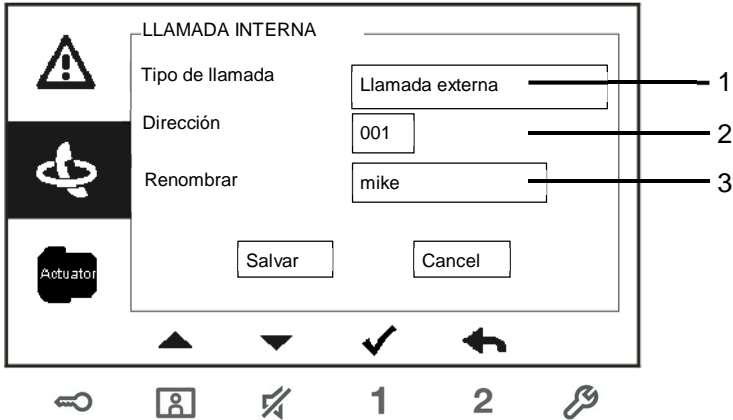 LLAMADA INTERNA
Tipo de llamada
Llamada externa
1
Dirección
001
2
Renombrar
mike
3
Salvar
Cancel
Actuator
1
2